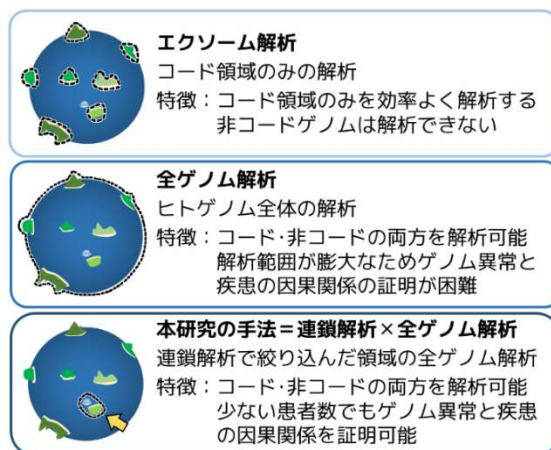 エクソーム解析
コード領域のみの解析
特徴：コード領域のみを効率よく解析する
非コードゲノムは解析できない
全ゲノム解析
ヒトゲノム全体の解析
特徴：コード·非コードの両方を解析可能
解析範囲が膨大なためゲノム異常と
疾患の因果関係の証明が困難
本研究の手法＝連鎖解析×全ゲノム解析
連鎖解析で絞り込んだ領域の全ゲノム解析
特徴：コード·非コードの両方を解析可能
少ない患者数でもゲノム異常と疾患
の因果関係を証明可能